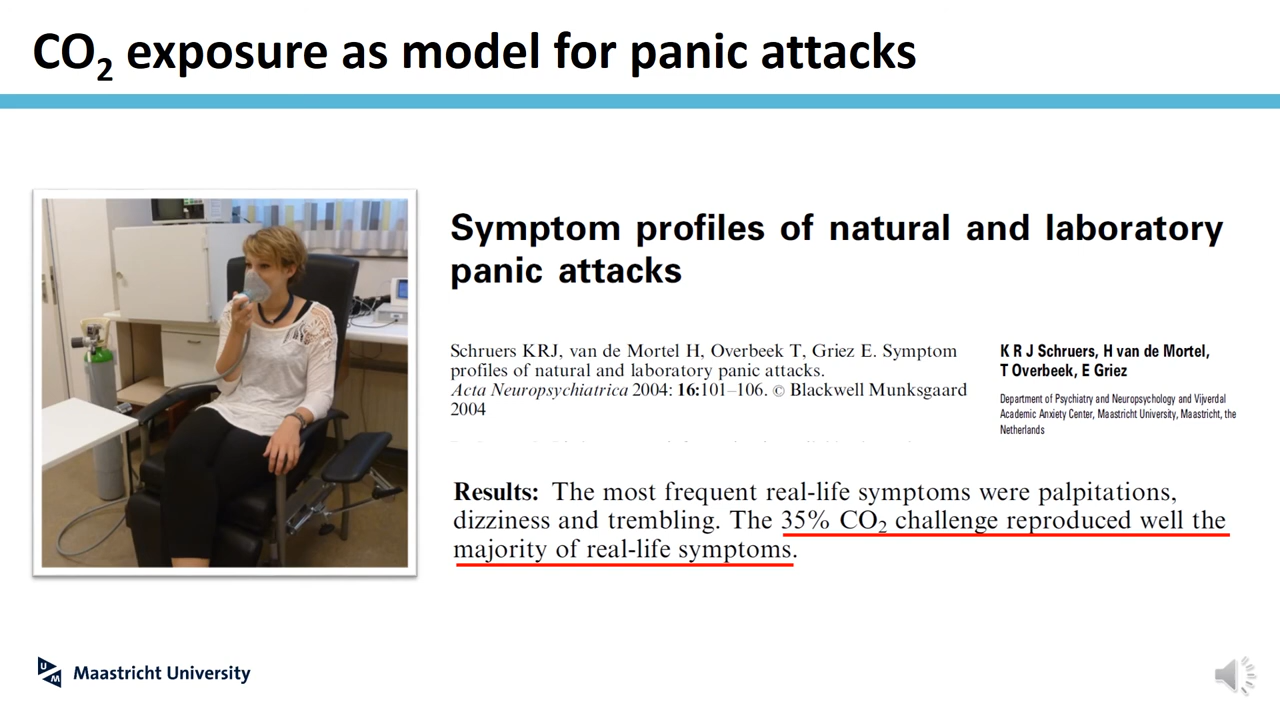 CO₂ exposure as model for panic attacks
Symptom profiles of natural and laboratory
panic attacks
Schruers KRJ, van de Mortel H, Overbeek T, Griez E. Symptom
profiles of natural and laboratory panic attacks.
Acta Neuropsychiatrica 2004: 16:101–106. © Blackwell Munksgaard
2004
K R J Schruers, H van de Mortel,
T Overbeek, E Griez
Department of Psychiatry and Neuropsychology and Vijverdal
Academic Anxiety Center, Maastricht University, Maastricht, the
Netherlands
Results: The most frequent real-life symptoms were palpitations,
dizziness and trembling. The 35% CO₂ challenge reproduced well the
majority of real-life symptoms.
UM
Maastricht University